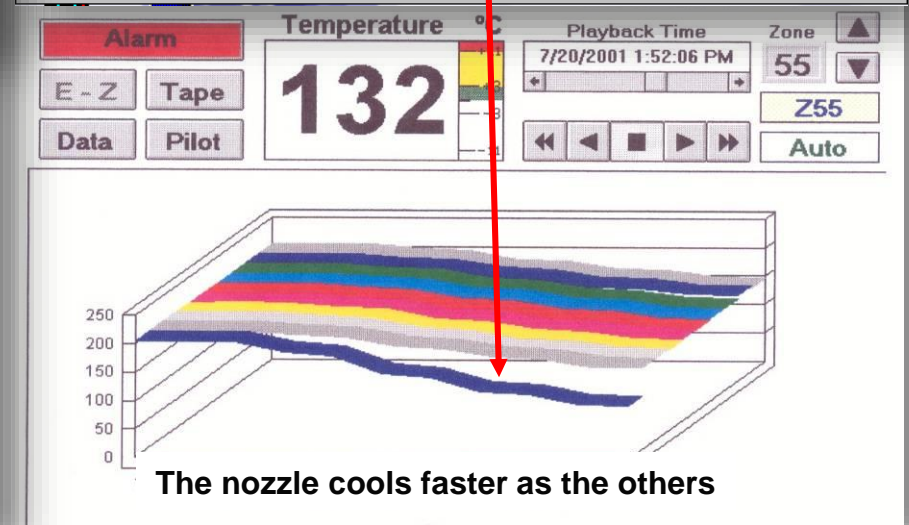 Alarm
E - Z Tape
Data Pilot
Temperature °C
132
Playback Time
7/20/2001 1:52:06 PM
Zone
55
Z55
Auto
250
200
150
100
50
0
The nozzle cools faster as the others